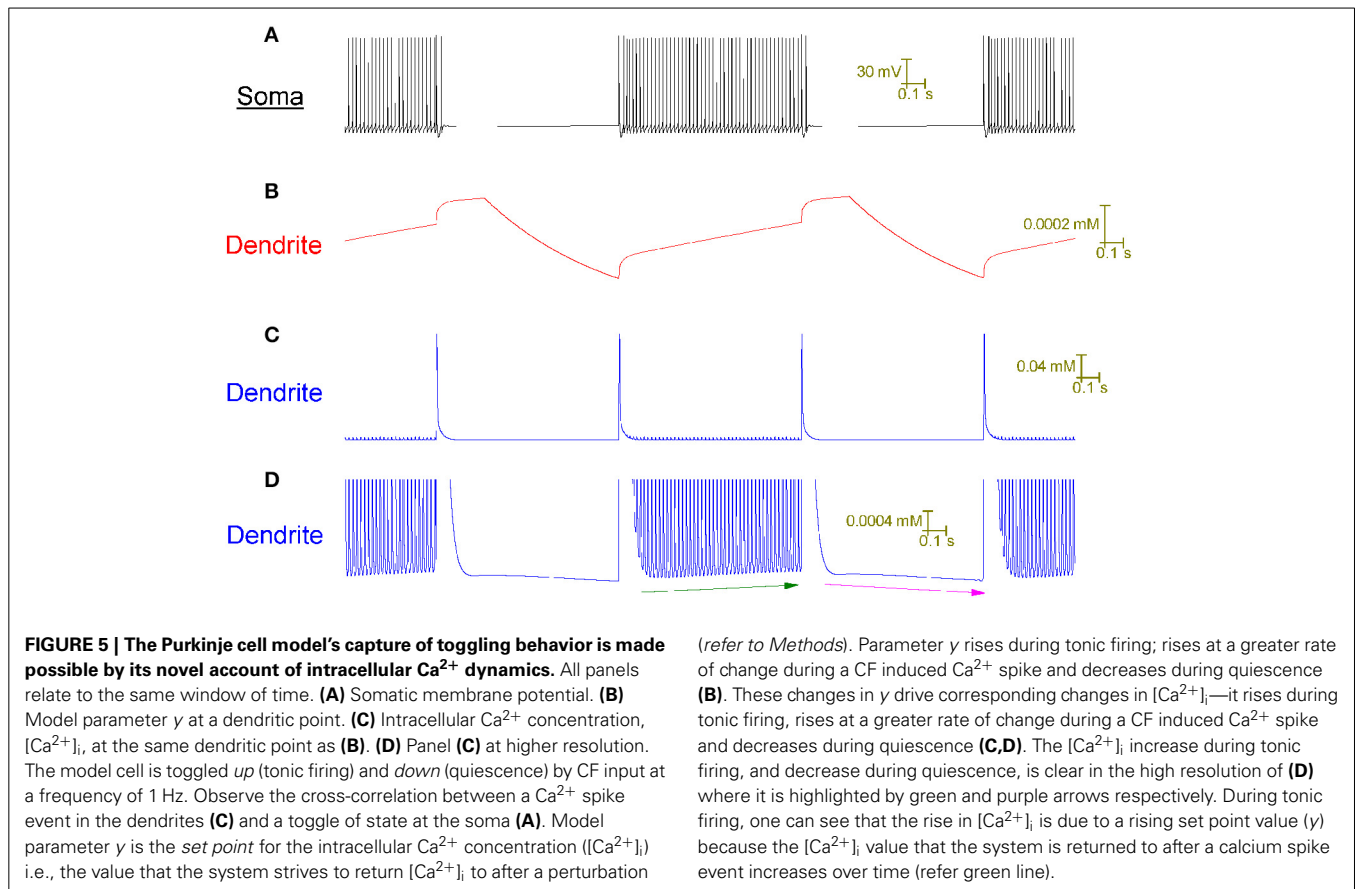 A
Soma
30 mV
0.1 s
B
Dendrite
0.0002 mM
0.1 s
C
Dendrite
0.04 mM
0.1 s
D
Dendrite
0.0004 mM
0.1 s
FIGURE 5 | The Purkinje cell model's capture of toggling behavior is made
possible by its novel account of intracellular Ca²⁺ dynamics. All panels
relate to the same window of time. (A) Somatic membrane potential. (B)
Model parameter y at a dendritic point. (C) Intracellular Ca²⁺ concentration,
[Ca²⁺]ᵢ, at the same dendritic point as (B). (D) Panel (C) at higher resolution.
The model cell is toggled up (tonic firing) and down (quiescence) by CF input at
a frequency of 1 Hz. Observe the cross-correlation between a Ca²⁺ spike
event in the dendrites (C) and a toggle of state at the soma (A). Model
parameter y is the set point for the intracellular Ca²⁺ concentration ([Ca²⁺]ᵢ)
i.e., the value that the system strives to return [Ca²⁺]ᵢ to after a perturbation
(refer to Methods). Parameter y rises during tonic firing; rises at a greater rate
of change during a CF induced Ca²⁺ spike and decreases during quiescence
(B). These changes in y drive corresponding changes in [Ca²⁺]ᵢ—it rises during
tonic firing, rises at a greater rate of change during a CF induced Ca²⁺ spike
and decreases during quiescence (C,D). The [Ca²⁺]ᵢ increase during tonic
firing, and decrease during quiescence, is clear in the high resolution of (D)
where it is highlighted by green and purple arrows respectively. During tonic
firing, one can see that the rise in [Ca²⁺]ᵢ is due to a rising set point value (y)
because the [Ca²⁺]ᵢ value that the system is returned to after a calcium spike
event increases over time (refer green line).